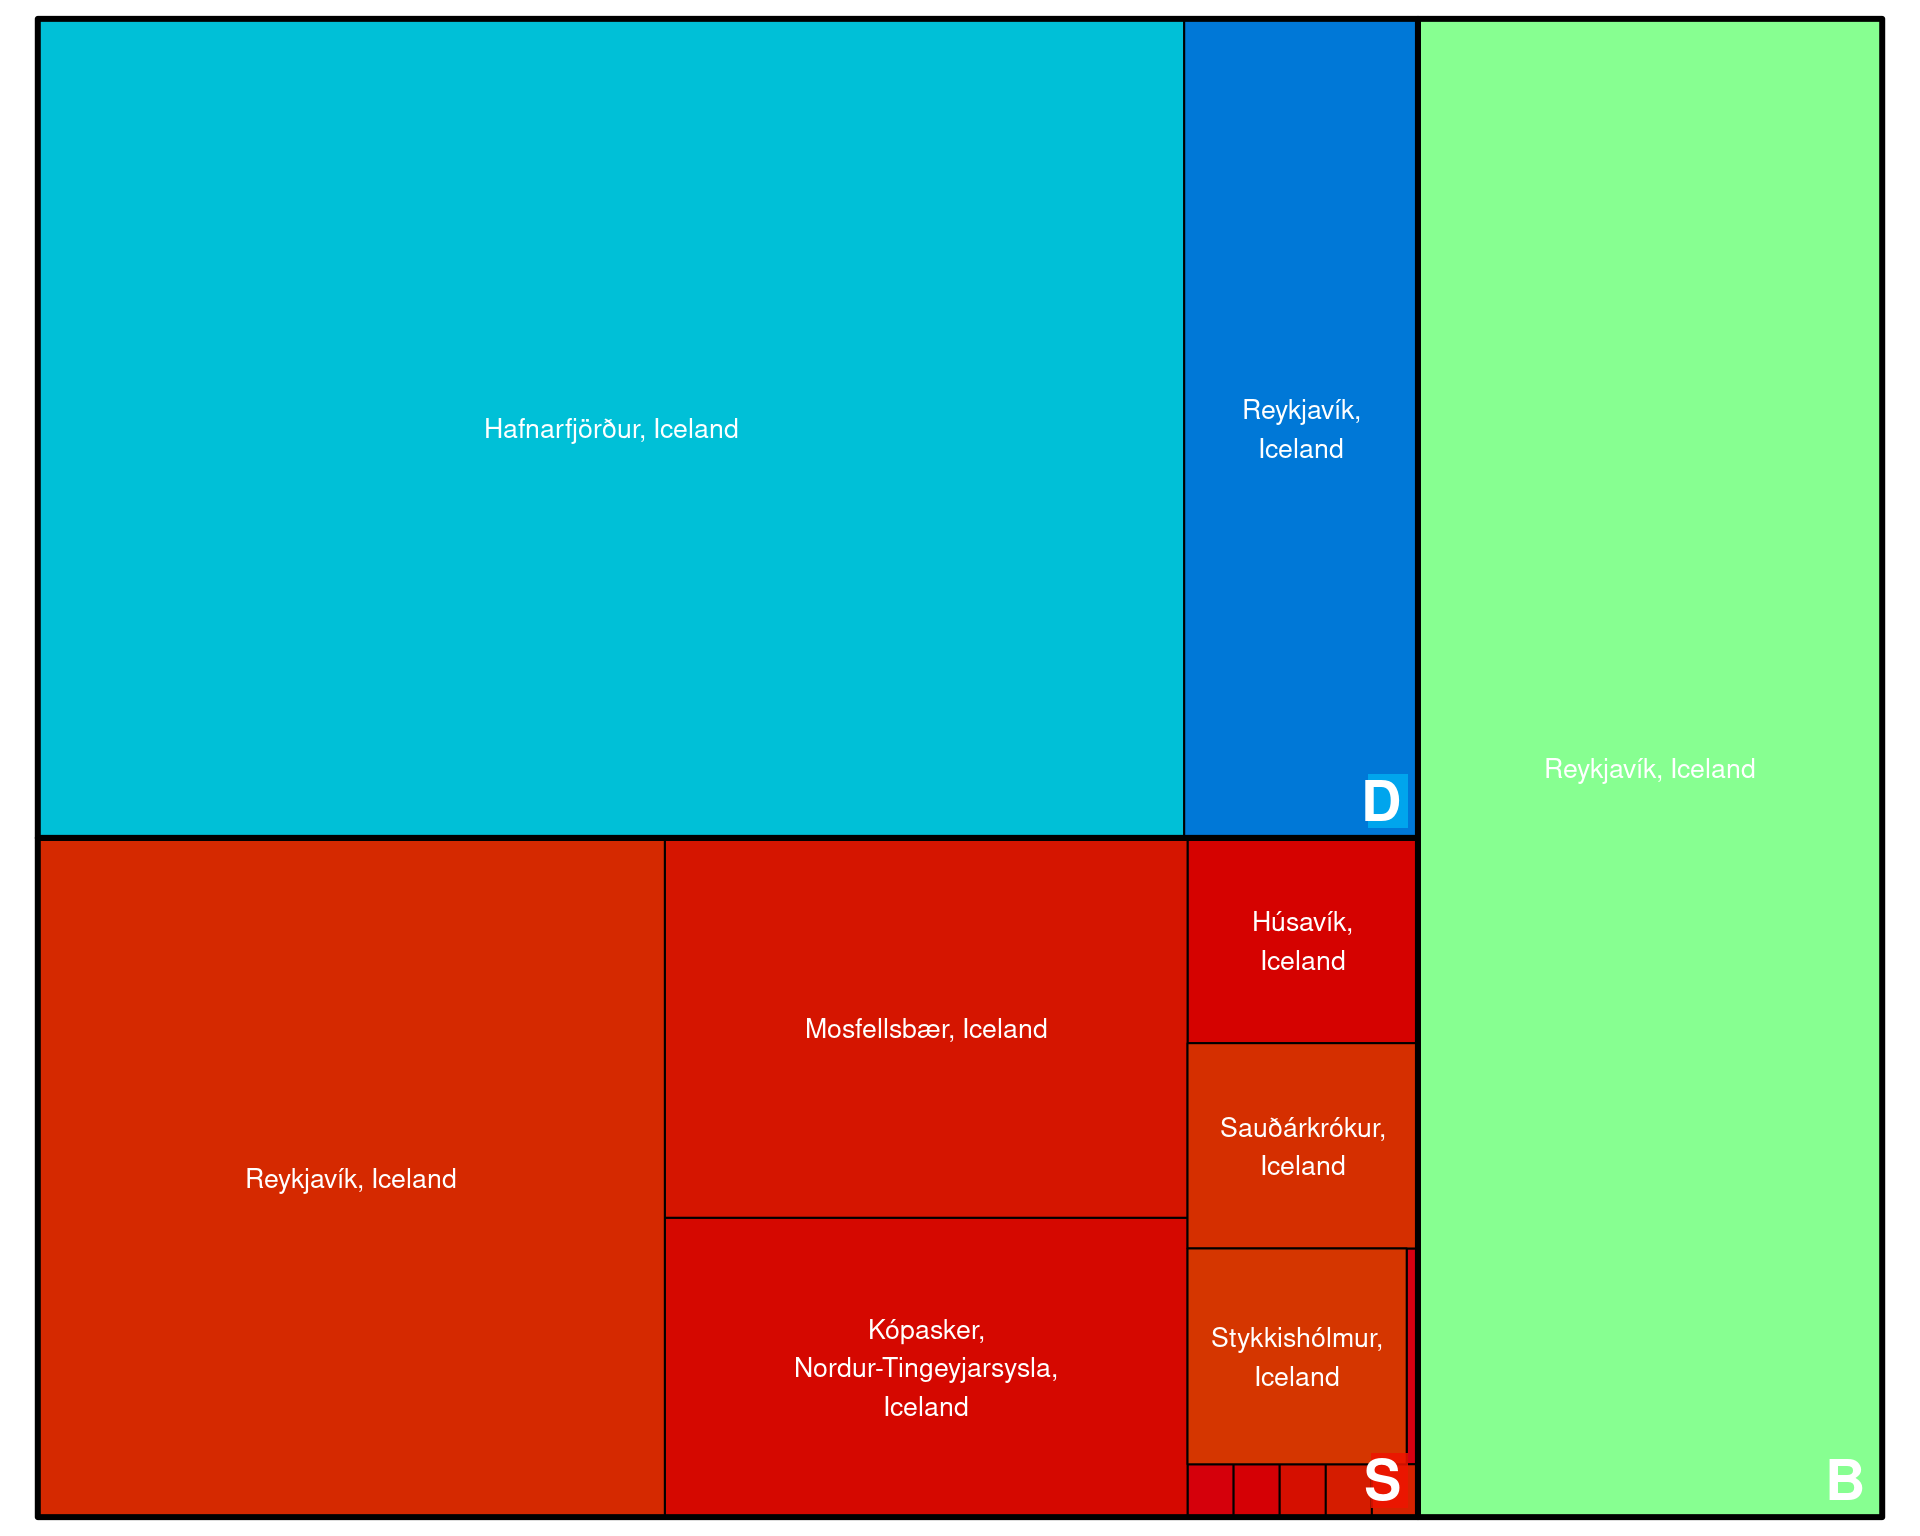 Hafnarfjörður, Iceland
Reykjavík,
Iceland
D
Reykjavík, Iceland
Mosfellsbær, Iceland
Kópasker,
Nordur-Tingeyjarsysla,
Iceland
Húsavík,
Iceland
Sauðárkrókur,
Iceland
Stykkishólmur,
Iceland
S
Reykjavík, Iceland
B